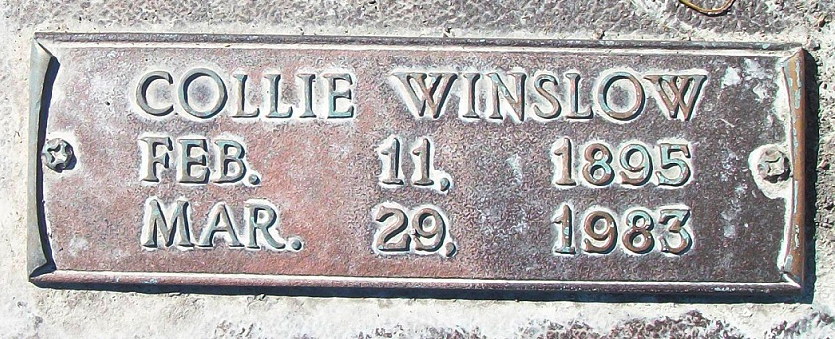 COLLIE WINSLOW
FEB. 11, 1895
MAR. 29, 1983